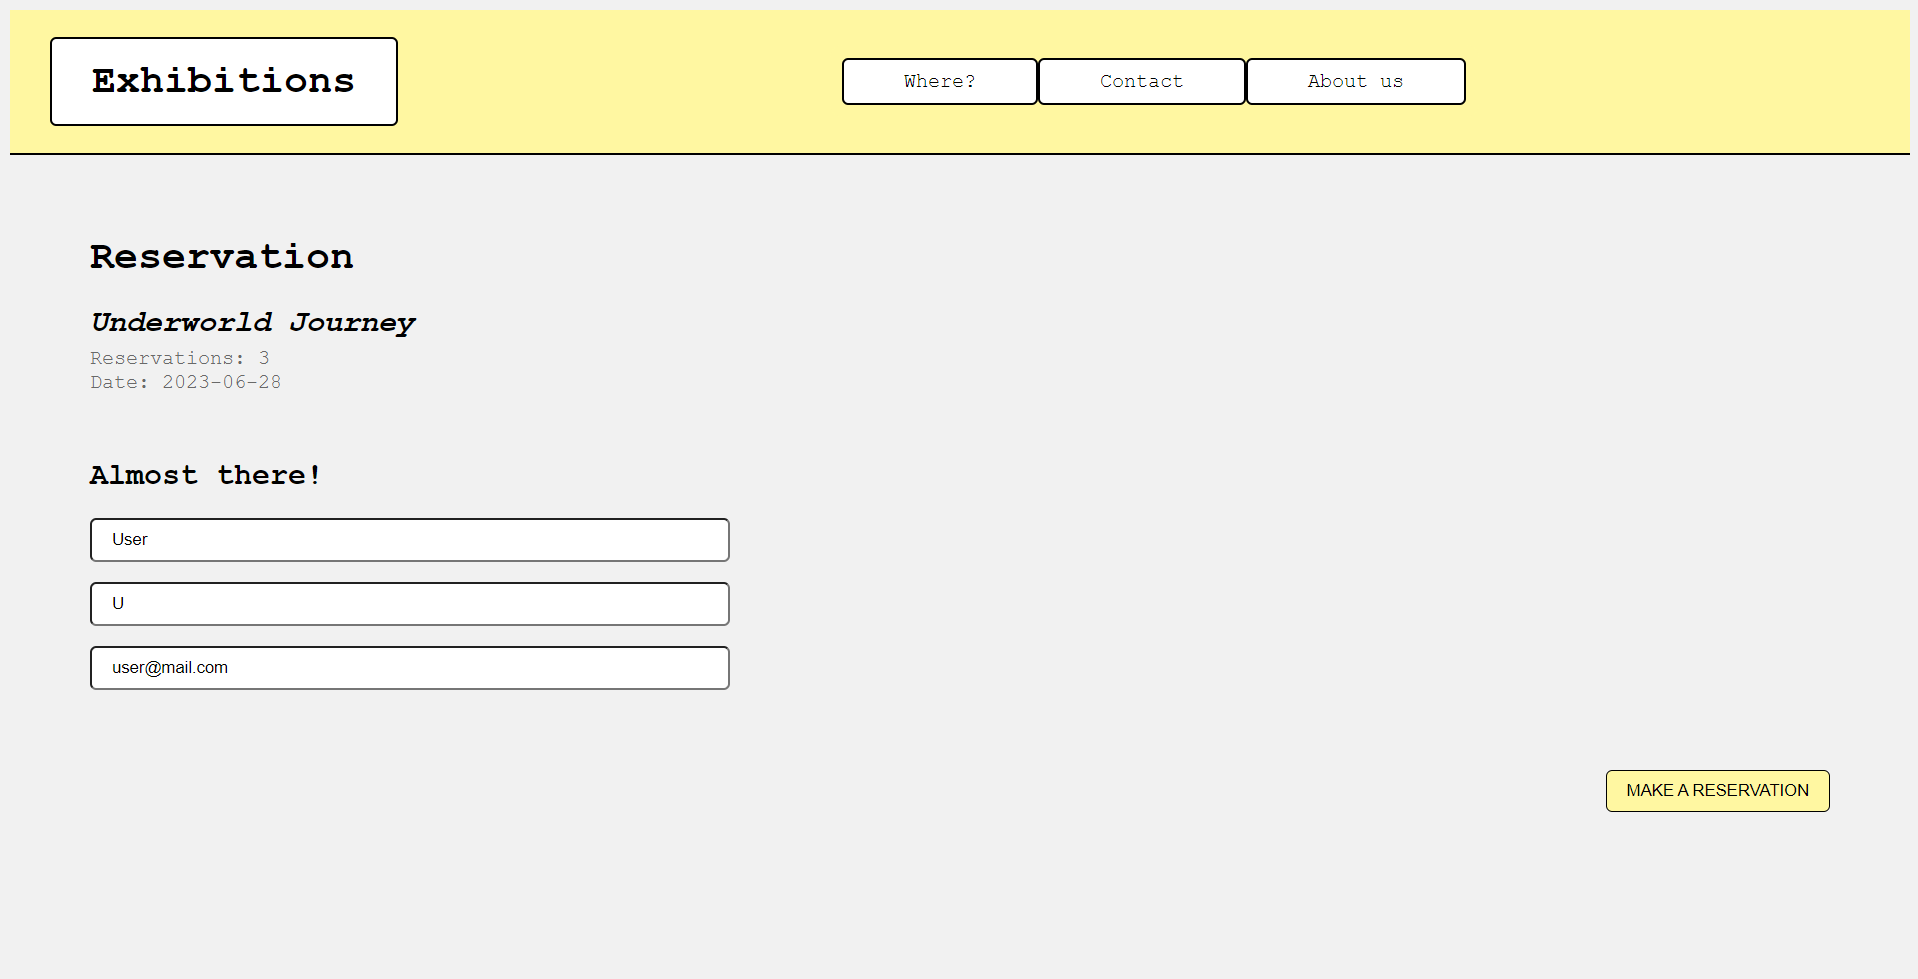 Exhibitions
Where?
Contact
About us
Reservation
Underworld Journey
Reservations: 3
Date: 2023-06-28
Almost there!
User
U
user@mail.com
MAKE A RESERVATION